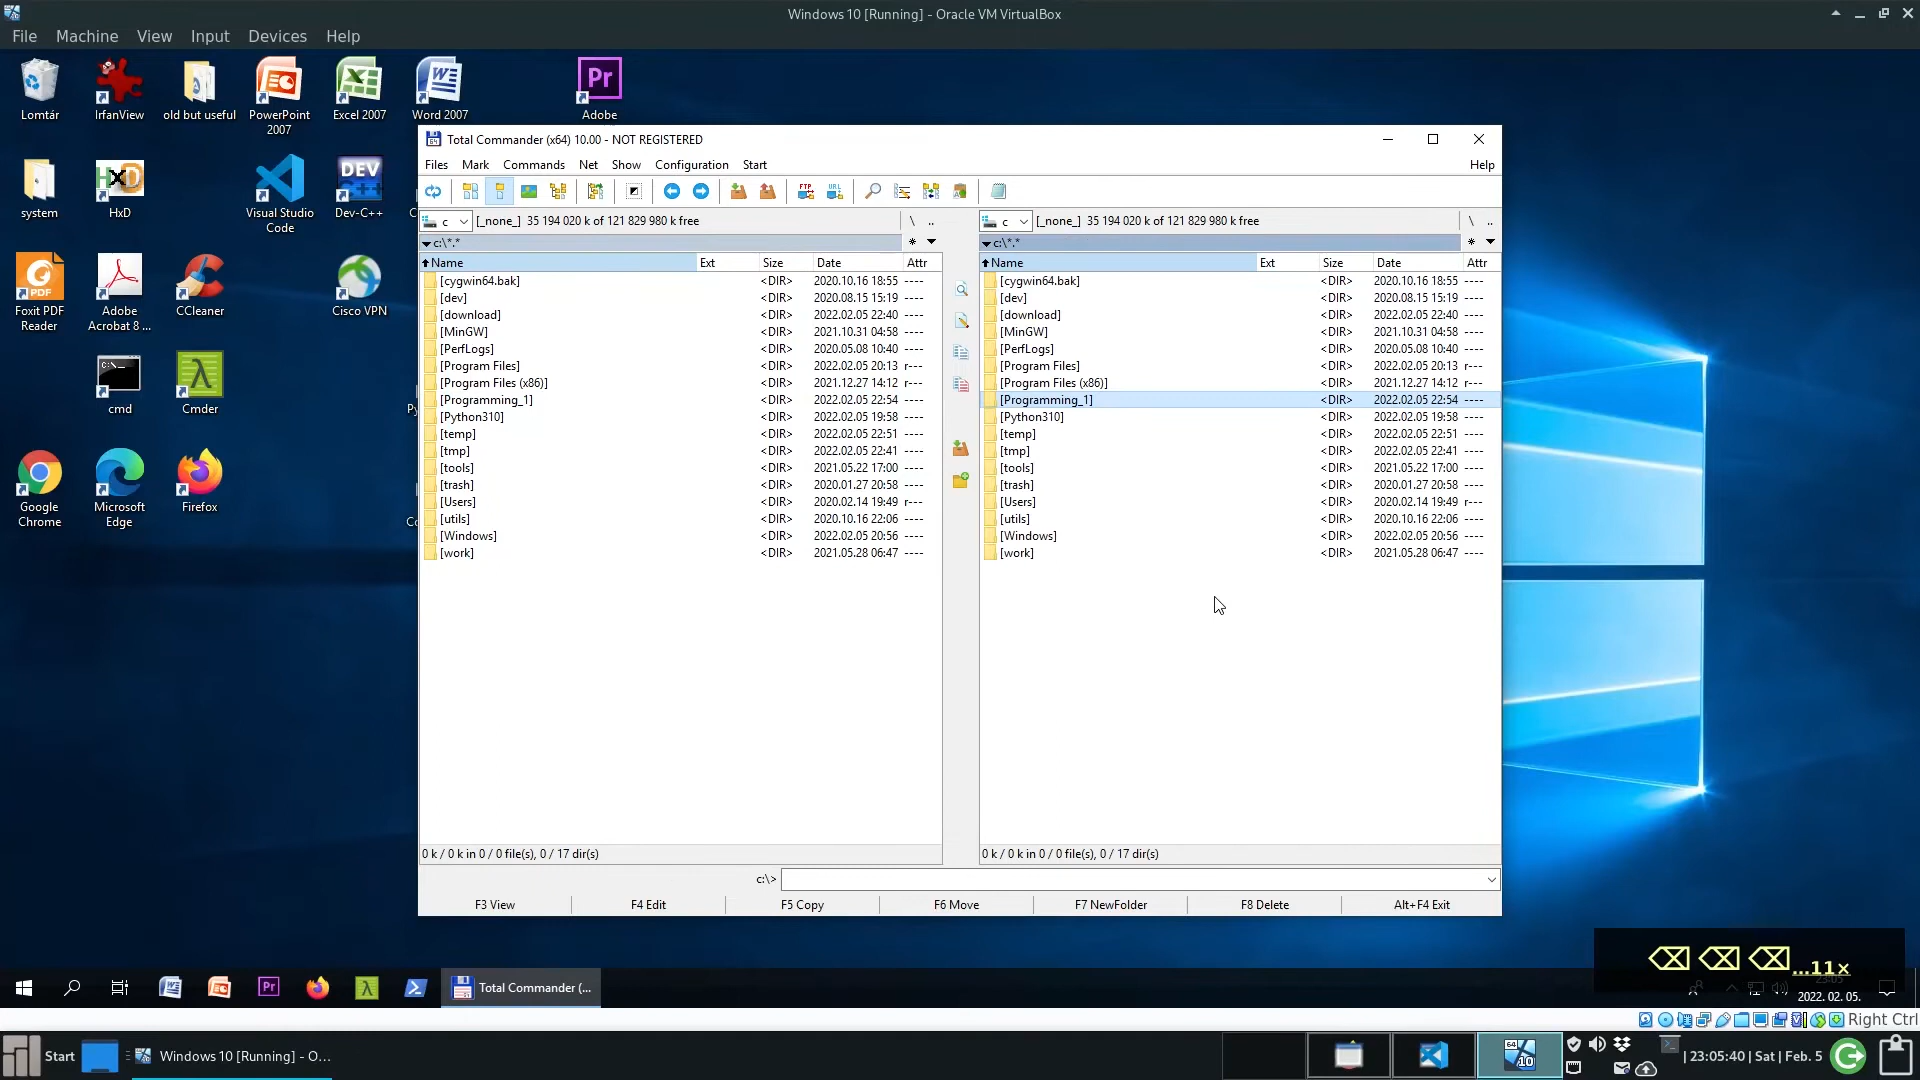 Windows 10 [Running] - Oracle VM VirtualBox
File Machine View Input Devices Help
Lomtár
IrfanView
old but useful
PowerPoint 2007
Excel 2007
Word 2007
Adobe
system
HxD
Visual Studio Code
Dev-C++
Foxit PDF Reader
Adobe Acrobat 8 ...
CCleaner
Cisco VPN
cmd
Cmder
Google Chrome
Microsoft Edge
Firefox
Total Commander (x64) 10.00 - NOT REGISTERED
Files Mark Commands Net Show Configuration Start Help
c [_none_] 35 194 020 k of 121 829 980 k free \ ..
c:\*.* * 
Name Ext Size Date Attr
[cygwin64.bak] <DIR> 2020.10.16 18:55 ----
[dev] <DIR> 2020.08.15 15:19 ----
[download] <DIR> 2022.02.05 22:40 ----
[MinGW] <DIR> 2021.10.31 04:58 ----
[PerfLogs] <DIR> 2020.05.08 10:40 ----
[Program Files] <DIR> 2022.02.05 20:13 r---
[Program Files (x86)] <DIR> 2021.12.27 14:12 r---
[Programming_1] <DIR> 2022.02.05 22:54 ----
[Python310] <DIR> 2022.02.05 19:58 ----
[temp] <DIR> 2022.02.05 22:51 ----
[tmp] <DIR> 2022.02.05 22:41 ----
[tools] <DIR> 2021.05.22 17:00 ----
[trash] <DIR> 2020.01.27 20:58 ----
[Users] <DIR> 2020.02.14 19:49 r---
[utils] <DIR> 2020.10.16 22:06 ----
[Windows] <DIR> 2022.02.05 20:56 ----
[work] <DIR> 2021.05.28 06:47 ----
0 k / 0 k in 0 / 0 file(s), 0 / 17 dir(s)
c [_none_] 35 194 020 k of 121 829 980 k free \ ..
c:\*.* *
Name Ext Size Date Attr
[cygwin64.bak] <DIR> 2020.10.16 18:55 ----
[dev] <DIR> 2020.08.15 15:19 ----
[download] <DIR> 2022.02.05 22:40 ----
[MinGW] <DIR> 2021.10.31 04:58 ----
[PerfLogs] <DIR> 2020.05.08 10:40 ----
[Program Files] <DIR> 2022.02.05 20:13 r---
[Program Files (x86)] <DIR> 2021.12.27 14:12 r---
[Programming_1] <DIR> 2022.02.05 22:54 ----
[Python310] <DIR> 2022.02.05 19:58 ----
[temp] <DIR> 2022.02.05 22:51 ----
[tmp] <DIR> 2022.02.05 22:41 ----
[tools] <DIR> 2021.05.22 17:00 ----
[trash] <DIR> 2020.01.27 20:58 ----
[Users] <DIR> 2020.02.14 19:49 r---
[utils] <DIR> 2020.10.16 22:06 ----
[Windows] <DIR> 2022.02.05 20:56 ----
[work] <DIR> 2021.05.28 06:47 ----
0 k / 0 k in 0 / 0 file(s), 0 / 17 dir(s)
c:\>
F3 View F4 Edit F5 Copy F6 Move F7 NewFolder F8 Delete Alt+F4 Exit
...11×
Total Commander (...
2022. 02. 05.
Right Ctrl
Start Windows 10 [Running] - O...
| 23:05:40 | Sat | Feb. 5